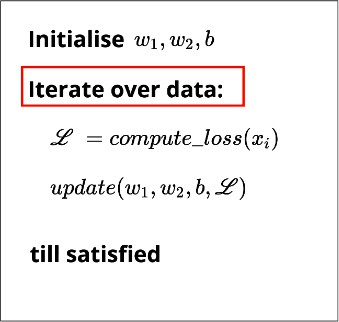 Initialise w₁, w₂, b
Iterate over data:
ℒ = compute_loss(xᵢ)
update(w₁, w₂, b, ℒ)
till satisfied